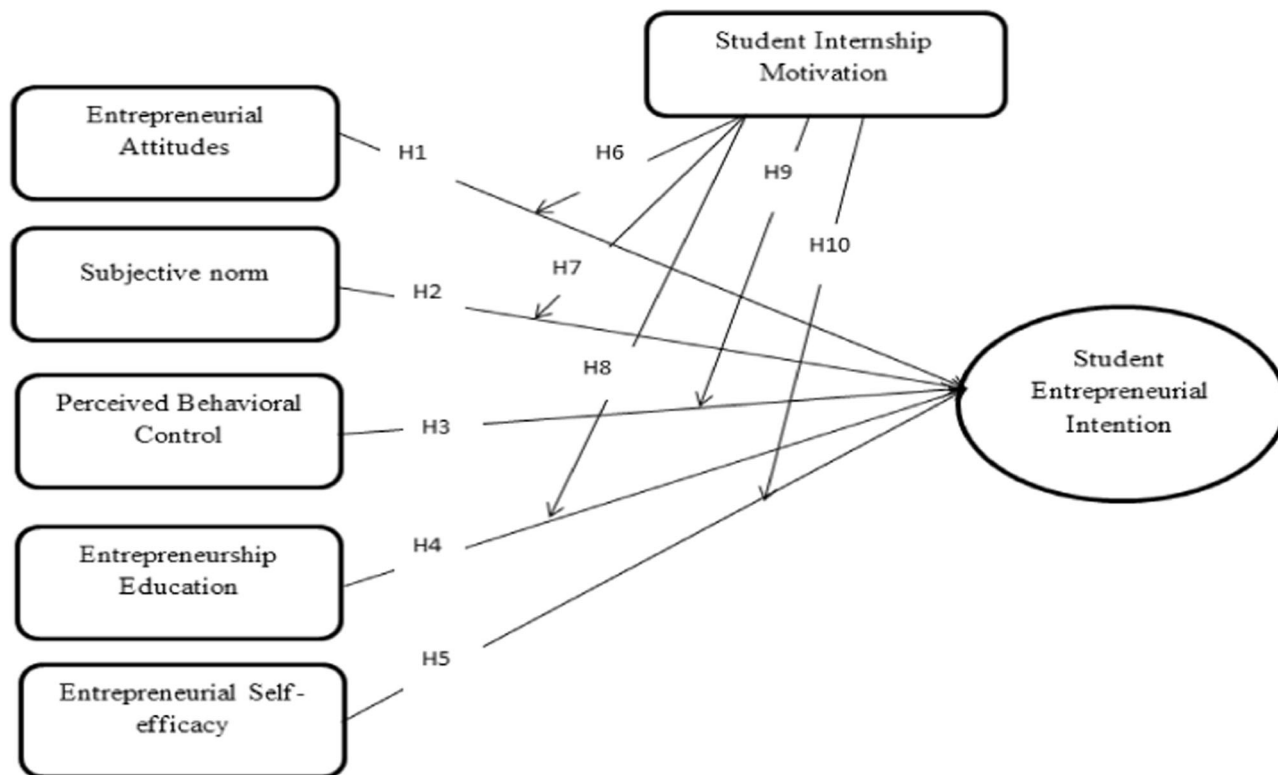 Student Internship
Motivation
Entrepreneurial
Attitudes
H1
H6
H9
Subjective norm
H2
H7
H10
Perceived Behavioral
Control
H3
H8
Student
Entrepreneurial
Intention
Entrepreneurship
Education
H4
Entrepreneurial Self-
efficacy
H5